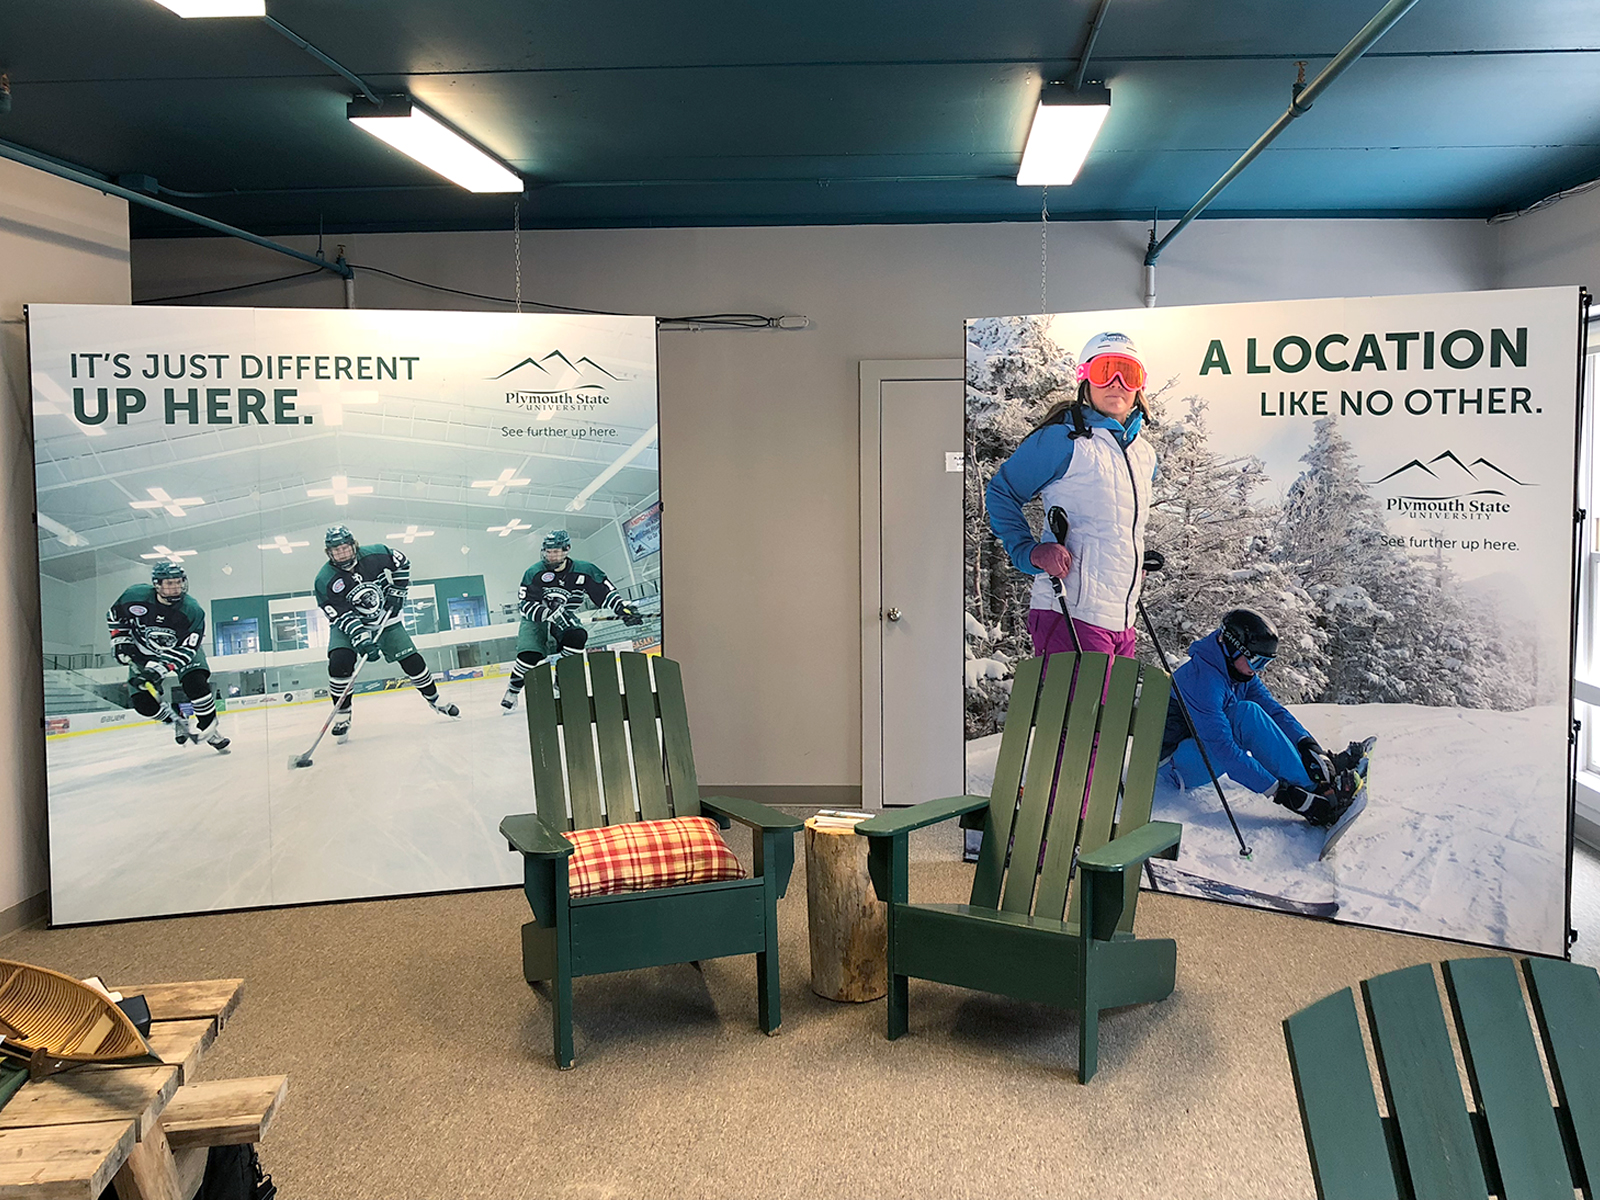 IT'S JUST DIFFERENT
UP HERE.
Plymouth State
UNIVERSITY
See further up here.
A LOCATION
LIKE NO OTHER.
Plymouth State
UNIVERSITY
See further up here.